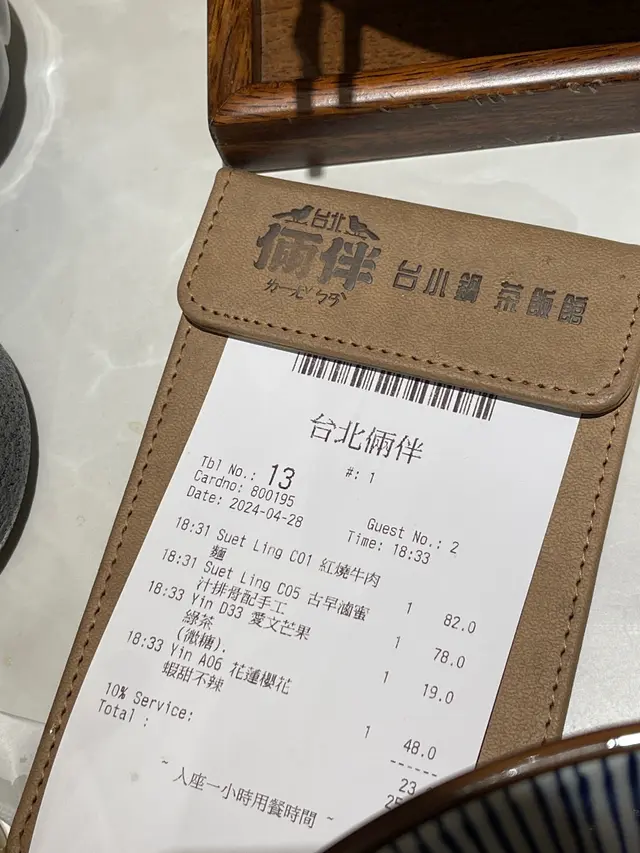 台北
倆伴
ㄌㄧㄤˇ ㄅㄢˋ
台小鍋 茶飯館
台北倆伴
#: 1
Tbl No.: 13
Cardno: 800195
Guest No.: 2
Date: 2024-04-28
Time: 18:33
18:31 Suet Ling C01 紅燒牛肉
麵
1 82.0
18:31 Suet Ling C05 古早滷蜜
汁排骨配手工
1 78.0
18:33 Yin D33 愛文芒果
綠茶
(微糖).
1 19.0
18:33 Yin A06 花蓮櫻花
蝦甜不辣
1 48.0
10% Service: 23
Total : 25
~ 入座一小時用餐時間 ~